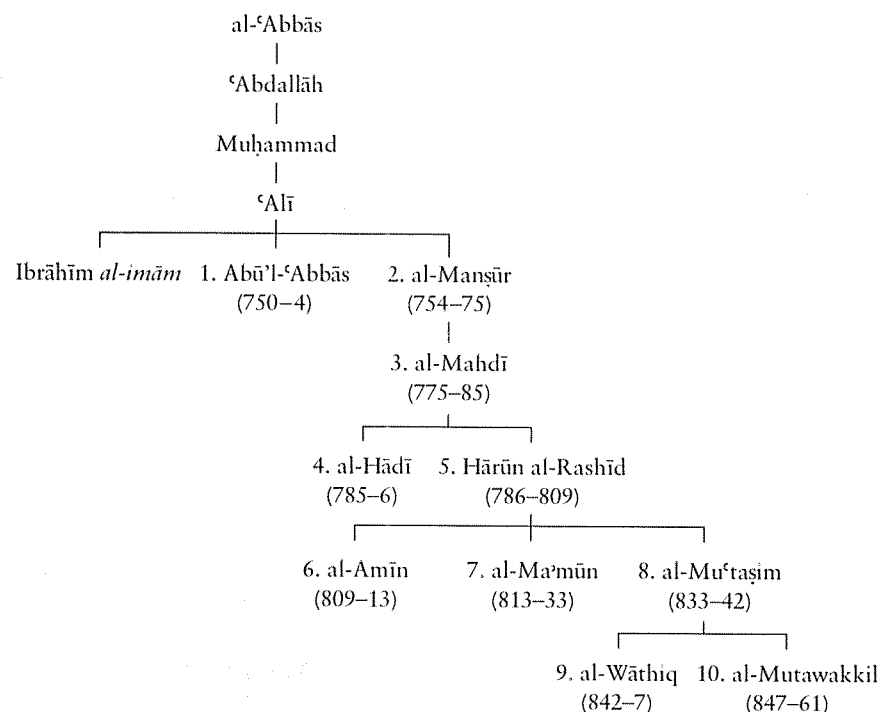 al-ʿAbbās
ʿAbdallāh
Muḥammad
ʿAlī
Ibrāhīm al-imām 1. Abū’l-ʿAbbās 2. al-Manṣūr
(750–4) (754–75)
3. al-Mahdī
(775–85)
4. al-Hādī 5. Hārūn al-Rashīd
(785–6) (786–809)
6. al-Amīn 7. al-Maʾmūn 8. al-Muʿtaṣim
(809–13) (813–33) (833–42)
9. al-Wāthiq 10. al-Mutawakkil
(842–7) (847–61)